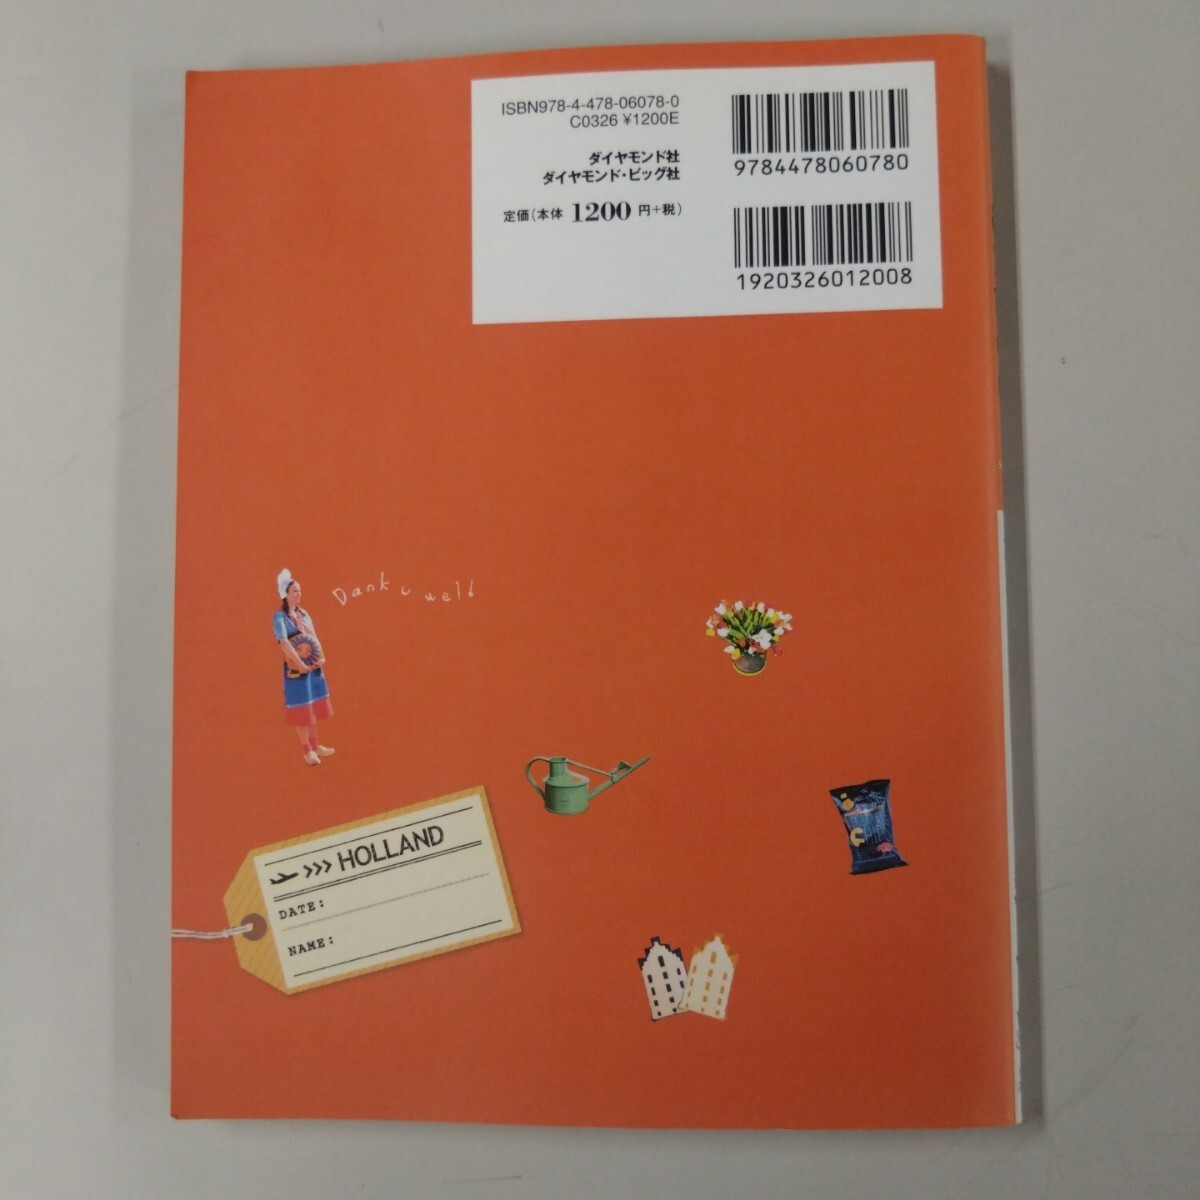 ISBN978-4-478-06078-0
C0326 ¥1200E
ダイヤモンド社
ダイヤモンド・ビッグ社
定価(本体 1200 円+税)
9784478060780
1920326012008
Dank u wel!
>>> HOLLAND
DATE:
NAME: